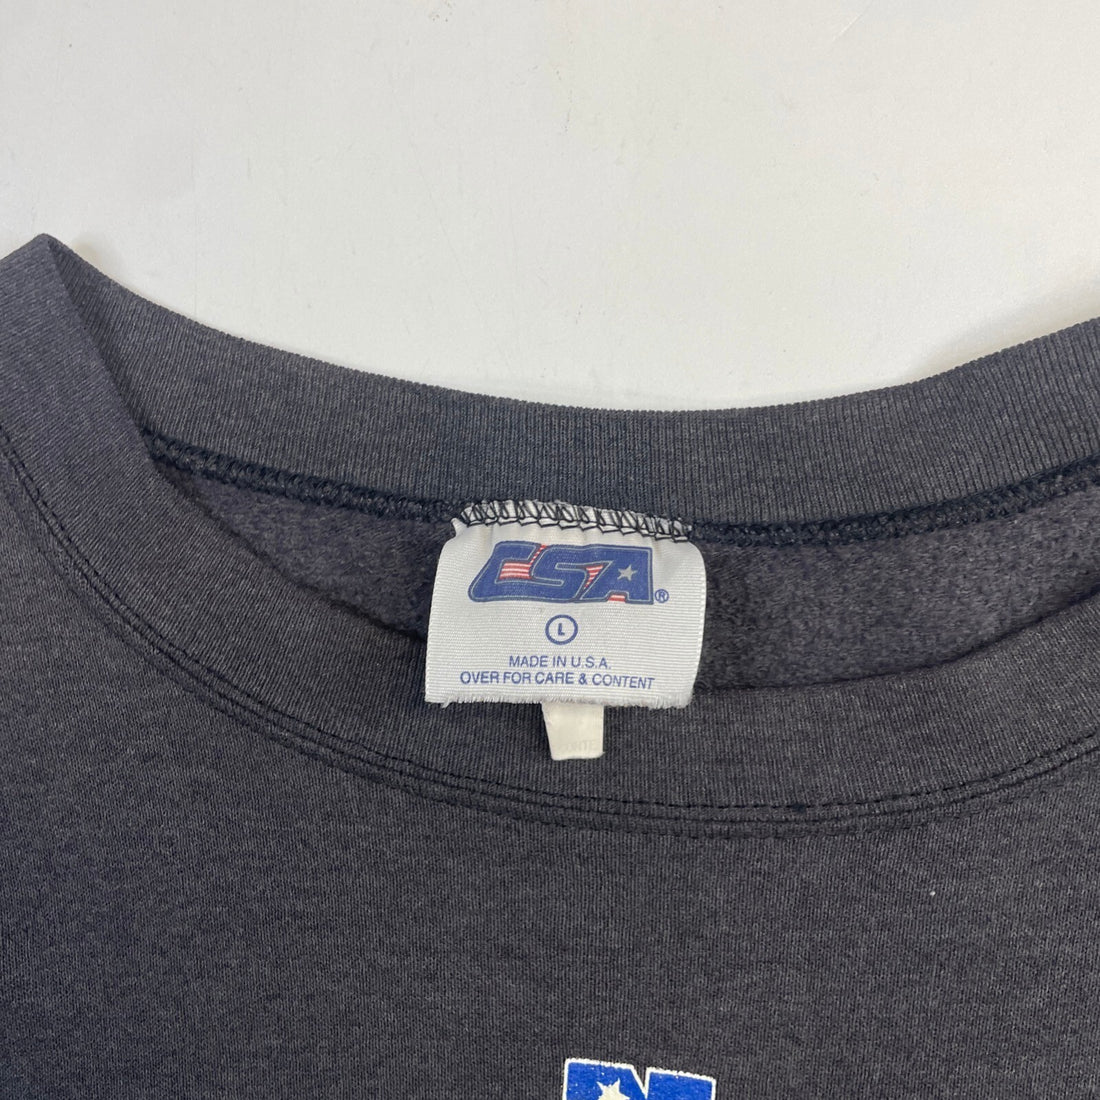 CSA®
L
MADE IN U.S.A.
OVER FOR CARE & CONTENT